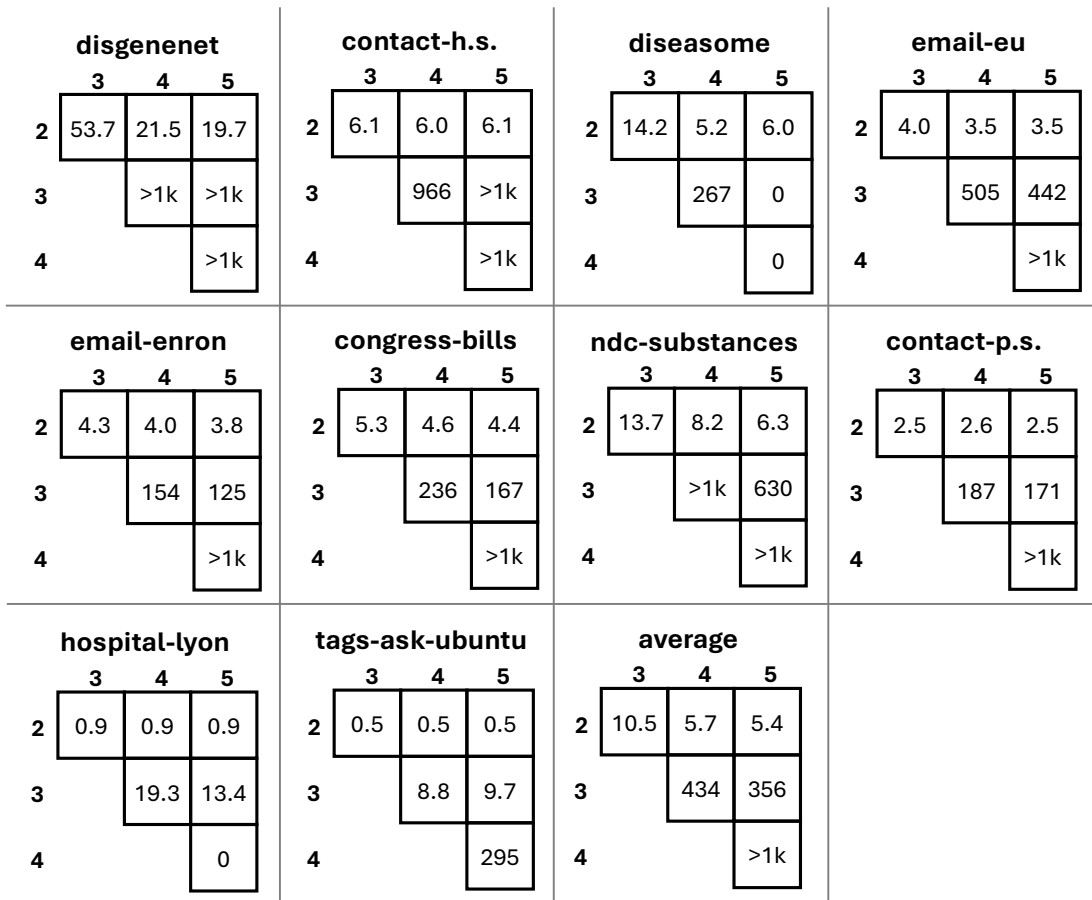 disgenenet
3 4 5
2 53.7 21.5 19.7
3 >1k >1k
4 >1k
contact-h.s.
3 4 5
2 6.1 6.0 6.1
3 966 >1k
4 >1k
diseasome
3 4 5
2 14.2 5.2 6.0
3 267 0
4 0
email-eu
3 4 5
2 4.0 3.5 3.5
3 505 442
4 >1k
email-enron
3 4 5
2 4.3 4.0 3.8
3 154 125
4 >1k
congress-bills
3 4 5
2 5.3 4.6 4.4
3 236 167
4 >1k
ndc-substances
3 4 5
2 13.7 8.2 6.3
3 >1k 630
4 >1k
contact-p.s.
3 4 5
2 2.5 2.6 2.5
3 187 171
4 >1k
hospital-lyon
3 4 5
2 0.9 0.9 0.9
3 19.3 13.4
4 0
tags-ask-ubuntu
3 4 5
2 0.5 0.5 0.5
3 8.8 9.7
4 295
average
3 4 5
2 10.5 5.7 5.4
3 434 356
4 >1k